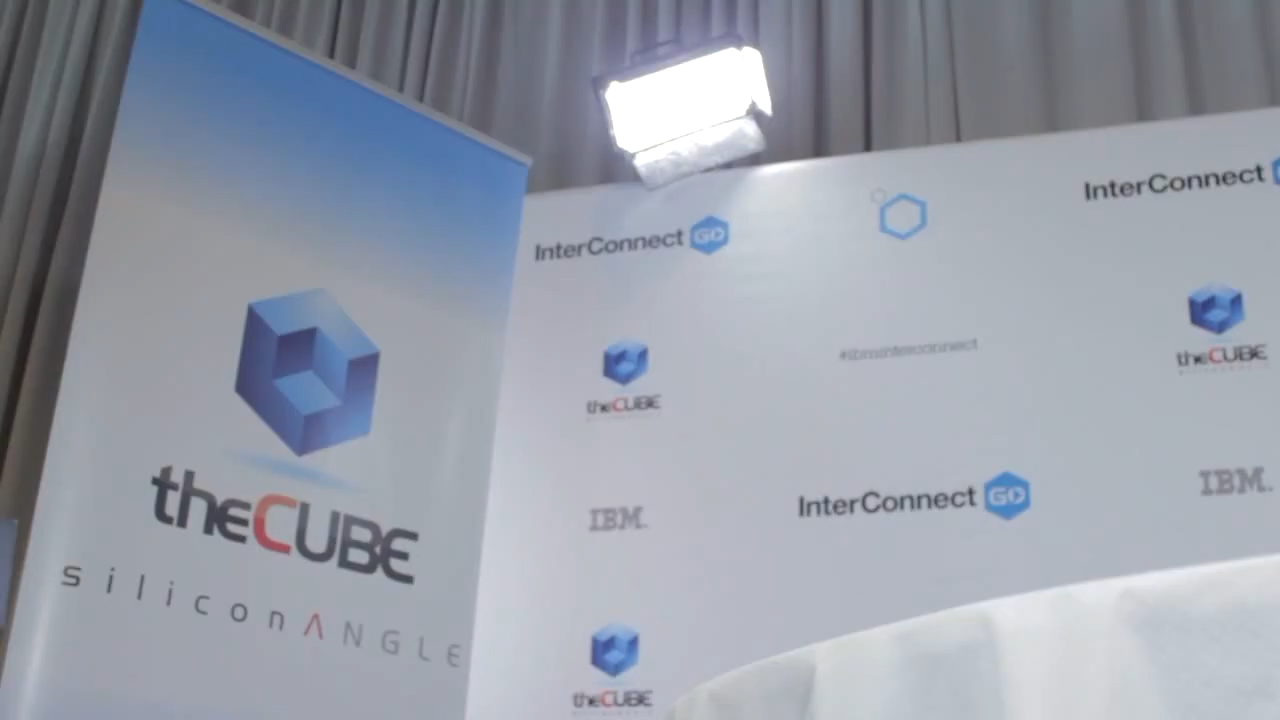 theCUBE
siliconANGLE
InterConnect GO
InterConnect
theCUBE
#ibminterconnect
theCUBE
IBM.
InterConnect GO
IBM.
theCUBE